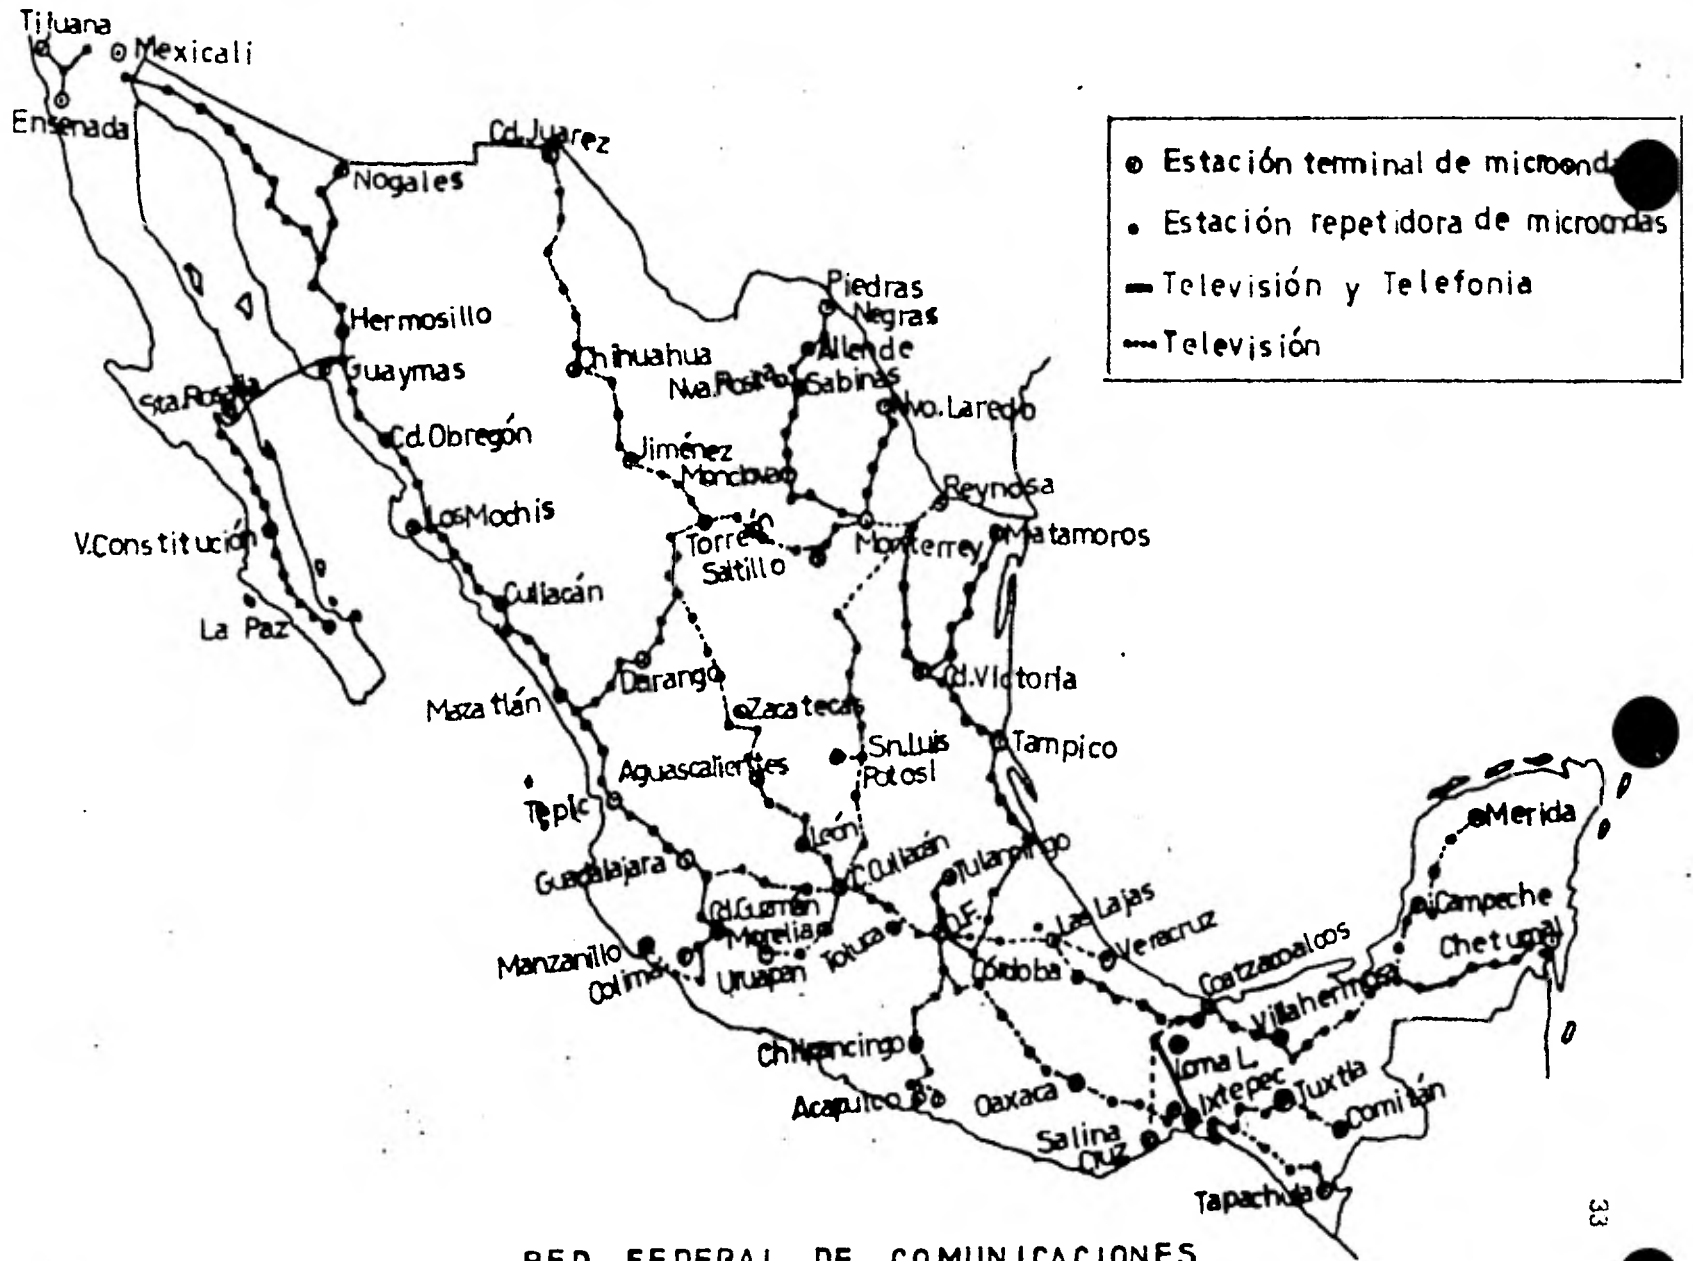 Tijuana
Mexicali
Ensenada
Cd. Juarez
Nogales
Estación terminal de microond
Estación repetidora de microondas
Televisión y Telefonia
Televisión
Piedras
Negras
Hermosillo
Allende
Chihuahua
Guaymas
Nva. Rosita
Sabinas
Sta. Rosalia
Nvo. Laredo
Cd. Obregón
Jiménez
Monclova
Reynosa
Los Mochis
V. Constitución
Torre
Monterrey
Matamoros
Saltillo
Culiacán
La Paz
Darango
Cd. Victoria
Mazatlán
Zacatecas
Sn. Luis
Potosí
Tampico
Aguascalientes
Tepic
León
Merida
C. Culiacán
Tulancingo
Guadalajara
Cd. Guzmán
D.F.
Las Lajas
Campeche
Morelia
Toluca
Veracruz
Chetumal
Manzanillo
Colima
Uruapan
Córdoba
Coatzacoalcos
Villahermosa
Chilpancingo
Loma L.
Ixtepec
Tuxtla
Acapulco
Oaxaca
Comitán
Salina
Cruz
Tapachula
33
RED FEDERAL DE COMUNICACIONES